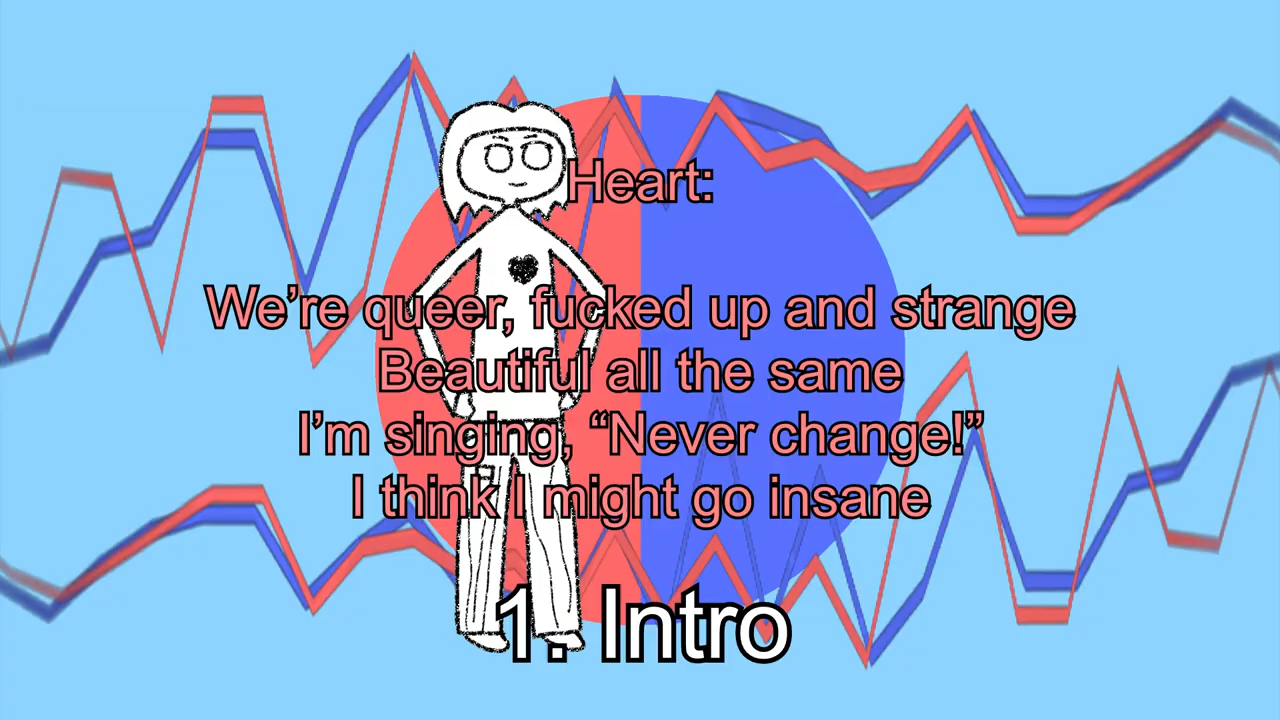 Heart:
We’re queer, fucked up and strange
Beautiful all the same
I’m singing, “Never change!”
I think I might go insane
1. Intro